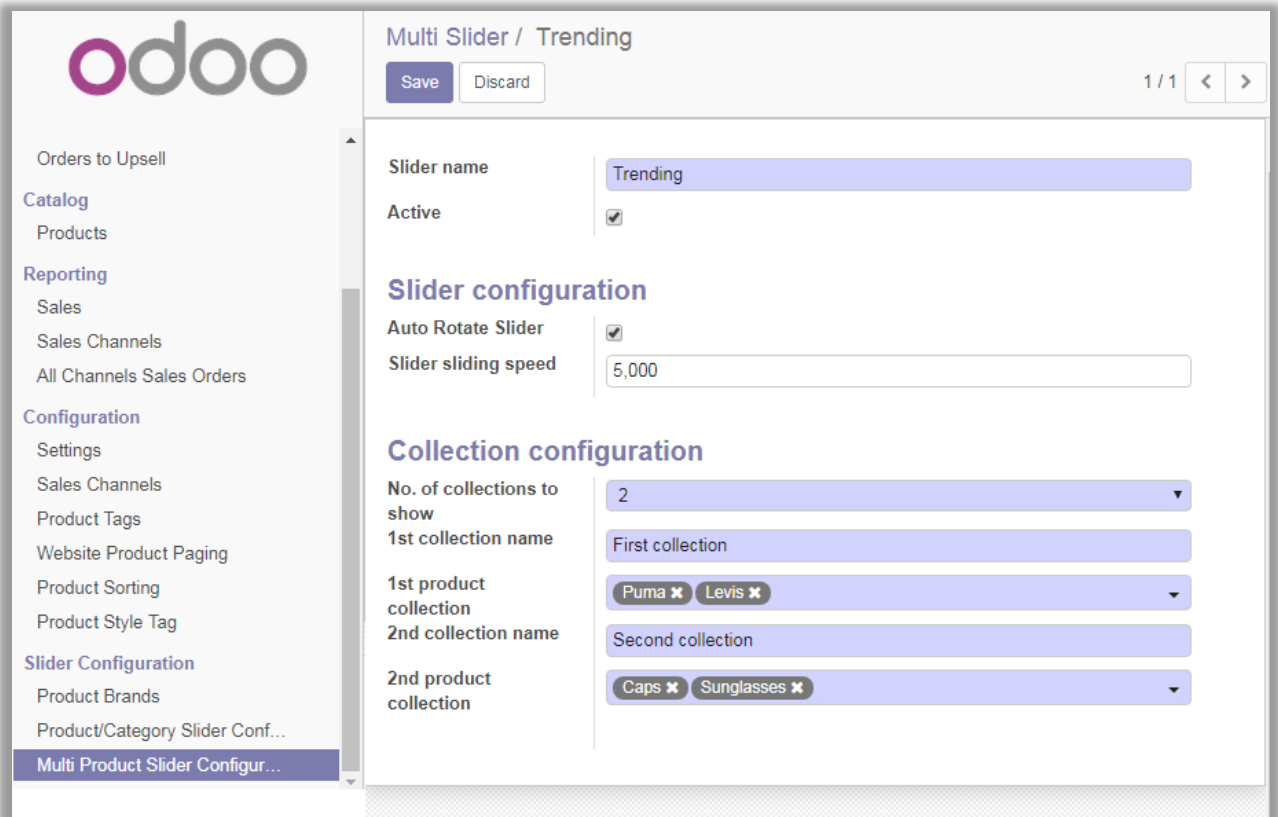 odoo
Orders to Upsell
Catalog
Products
Reporting
Sales
Sales Channels
All Channels Sales Orders
Configuration
Settings
Sales Channels
Product Tags
Website Product Paging
Product Sorting
Product Style Tag
Slider Configuration
Product Brands
Product/Category Slider Conf...
Multi Product Slider Configur...
Multi Slider / Trending
Save Discard
1 / 1
Slider name Trending
Active
Slider configuration
Auto Rotate Slider
Slider sliding speed 5,000
Collection configuration
No. of collections to
show
2
1st collection name First collection
1st product
collection
Puma Levis
2nd collection name Second collection
2nd product
collection
Caps Sunglasses